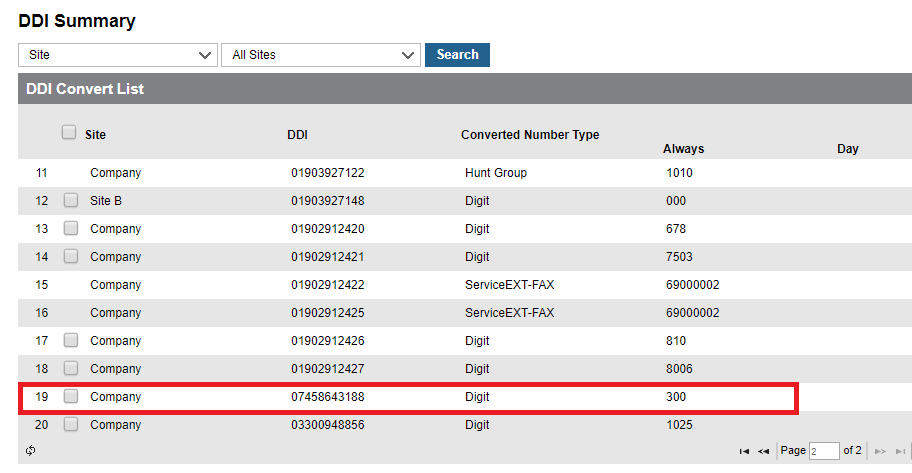 DDI Summary
Site All Sites Search
DDI Convert List
Site DDI Converted Number Type Always Day
11 Company 01903927122 Hunt Group 1010
12 Site B 01903927148 Digit 000
13 Company 01902912420 Digit 678
14 Company 01902912421 Digit 7503
15 Company 01902912422 ServiceEXT-FAX 69000002
16 Company 01902912425 ServiceEXT-FAX 69000002
17 Company 01902912426 Digit 810
18 Company 01902912427 Digit 8006
19 Company 07458643188 Digit 300
20 Company 03300948856 Digit 1025
Page 2 of 2